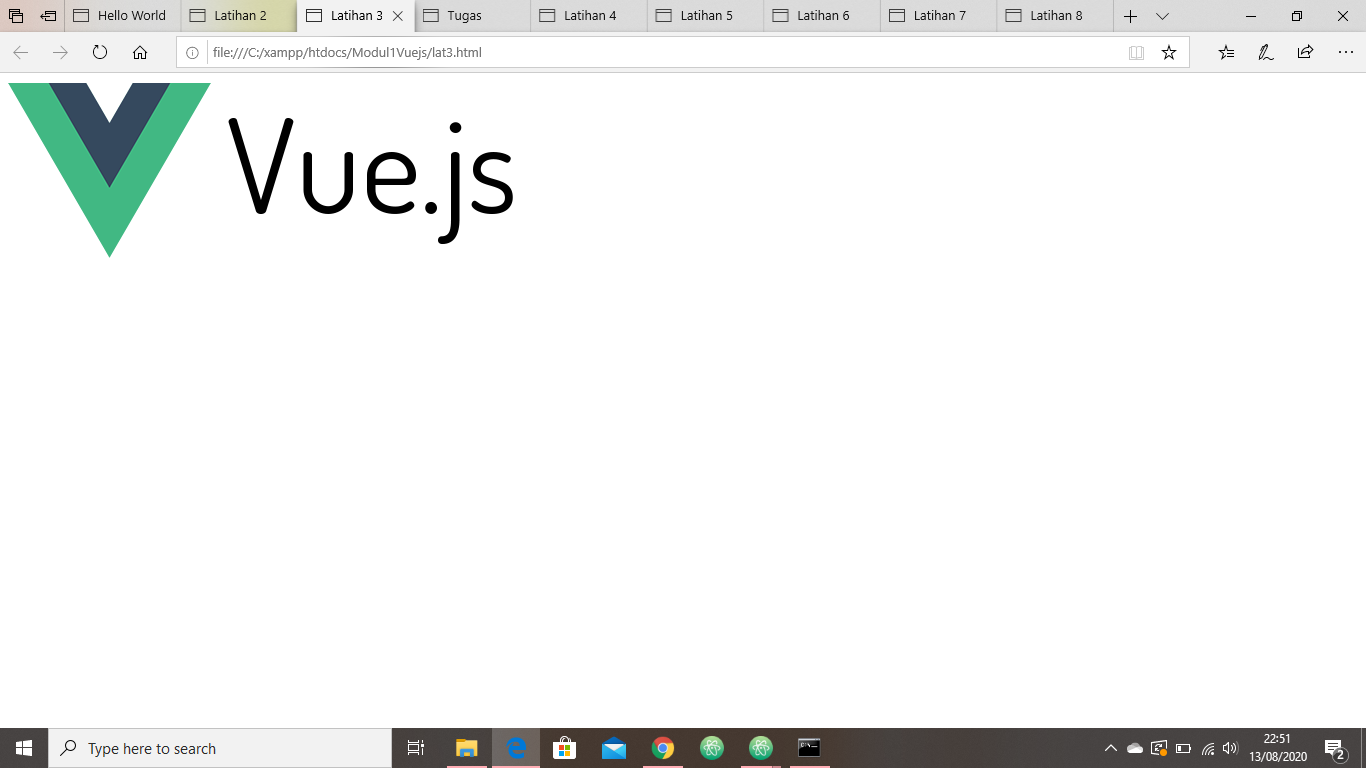 Hello World
Latihan 2
Latihan 3
Tugas
Latihan 4
Latihan 5
Latihan 6
Latihan 7
Latihan 8
file:///C:/xampp/htdocs/Modul1Vuejs/lat3.html
Vue.js
Type here to search
22:51
13/08/2020
2